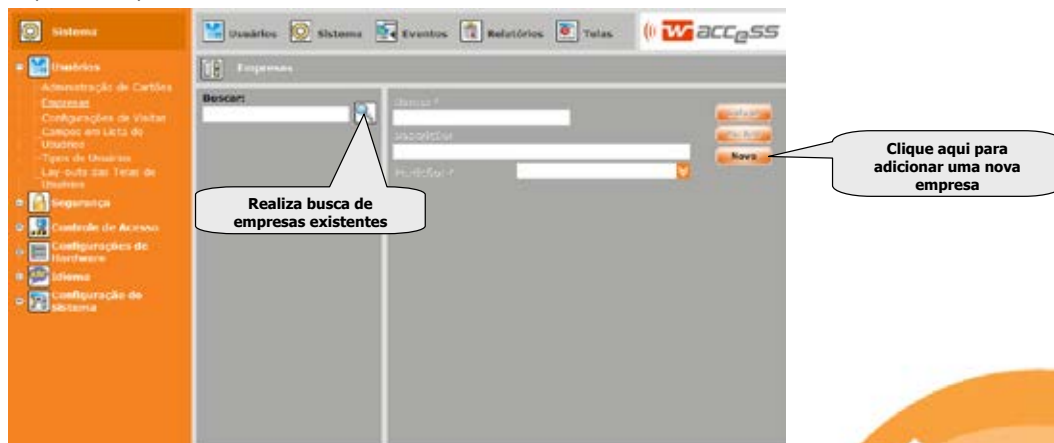 Sistema
Usuários Sistema Eventos Relatórios Telas
W access
Usuários
Administração de Cartões
Empresas
Configurações de Visitas
Campos em Lista do
Usuários
Tipos de Usuários
Lay-outs das Telas de
Usuários
Segurança
Controle de Acesso
Configurações de
Hardware
Idioma
Configuração do
Sistema
Empresas
Buscar:
Novo
Realiza busca de
empresas existentes
Clique aqui para
adicionar uma nova
empresa